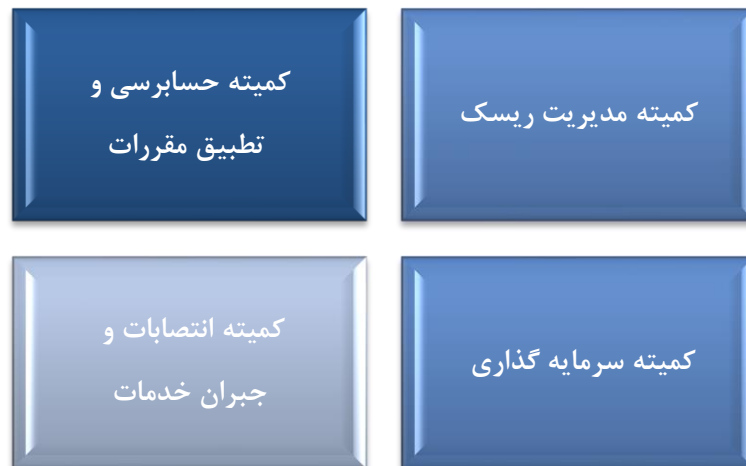 کمیته مدیریت ریسک
کمیته حسابرسی و
تطبیق مقررات
کمیته سرمایه گذاری
کمیته انتصابات و
جبران خدمات